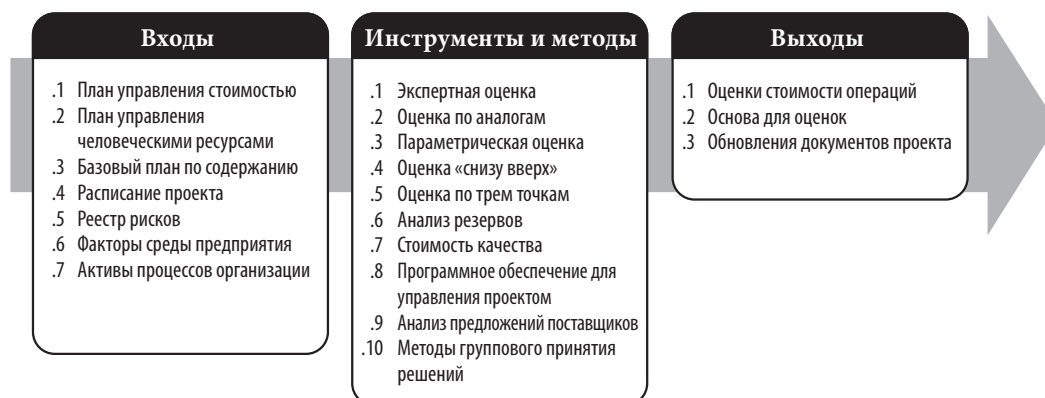 Входы
.1 План управления стоимостью
.2 План управления
человеческими ресурсами
.3 Базовый план по содержанию
.4 Расписание проекта
.5 Реестр рисков
.6 Факторы среды предприятия
.7 Активы процессов организации
Инструменты и методы
.1 Экспертная оценка
.2 Оценка по аналогам
.3 Параметрическая оценка
.4 Оценка «снизу вверх»
.5 Оценка по трем точкам
.6 Анализ резервов
.7 Стоимость качества
.8 Программное обеспечение для
управления проектом
.9 Анализ предложений поставщиков
.10 Методы группового принятия
решений
Выходы
.1 Оценки стоимости операций
.2 Основа для оценок
.3 Обновления документов проекта